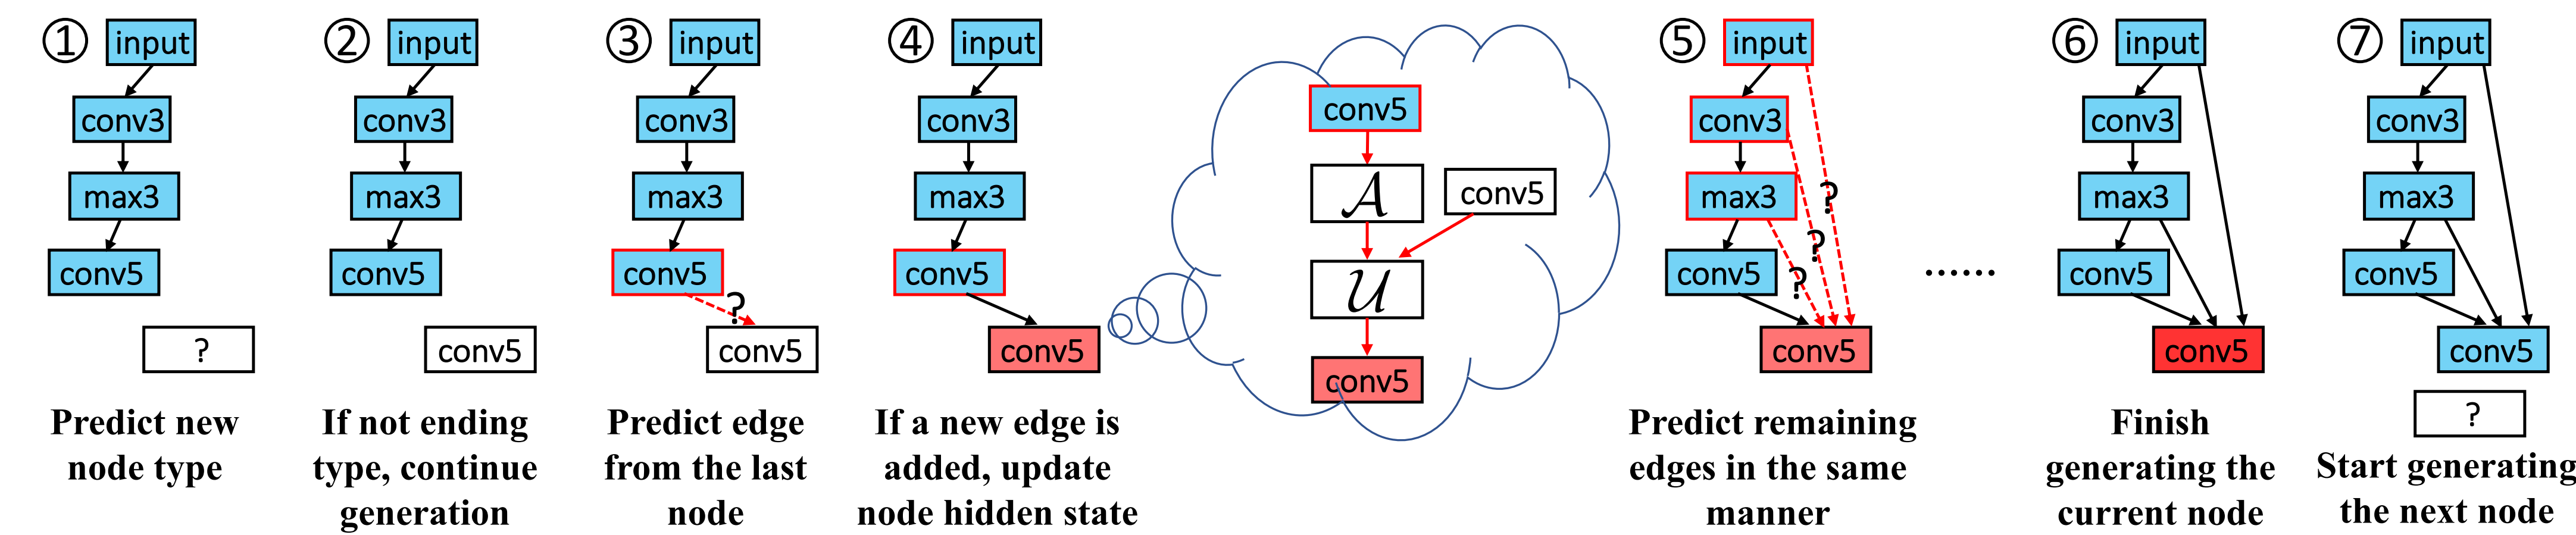 ① input
conv3
max3
conv5
?
Predict new
node type
② input
conv3
max3
conv5
conv5
If not ending
type, continue
generation
③ input
conv3
max3
conv5
?
conv5
Predict edge
from the last
node
④ input
conv3
max3
conv5
conv5
If a new edge is
added, update
node hidden state
conv5
𝒜
conv5
𝒰
conv5
⑤ input
conv3
max3
?
?
conv5
?
conv5
Predict remaining
edges in the same
manner
......
⑥ input
conv3
max3
conv5
conv5
Finish
generating the
current node
⑦ input
conv3
max3
conv5
conv5
?
Start generating
the next node